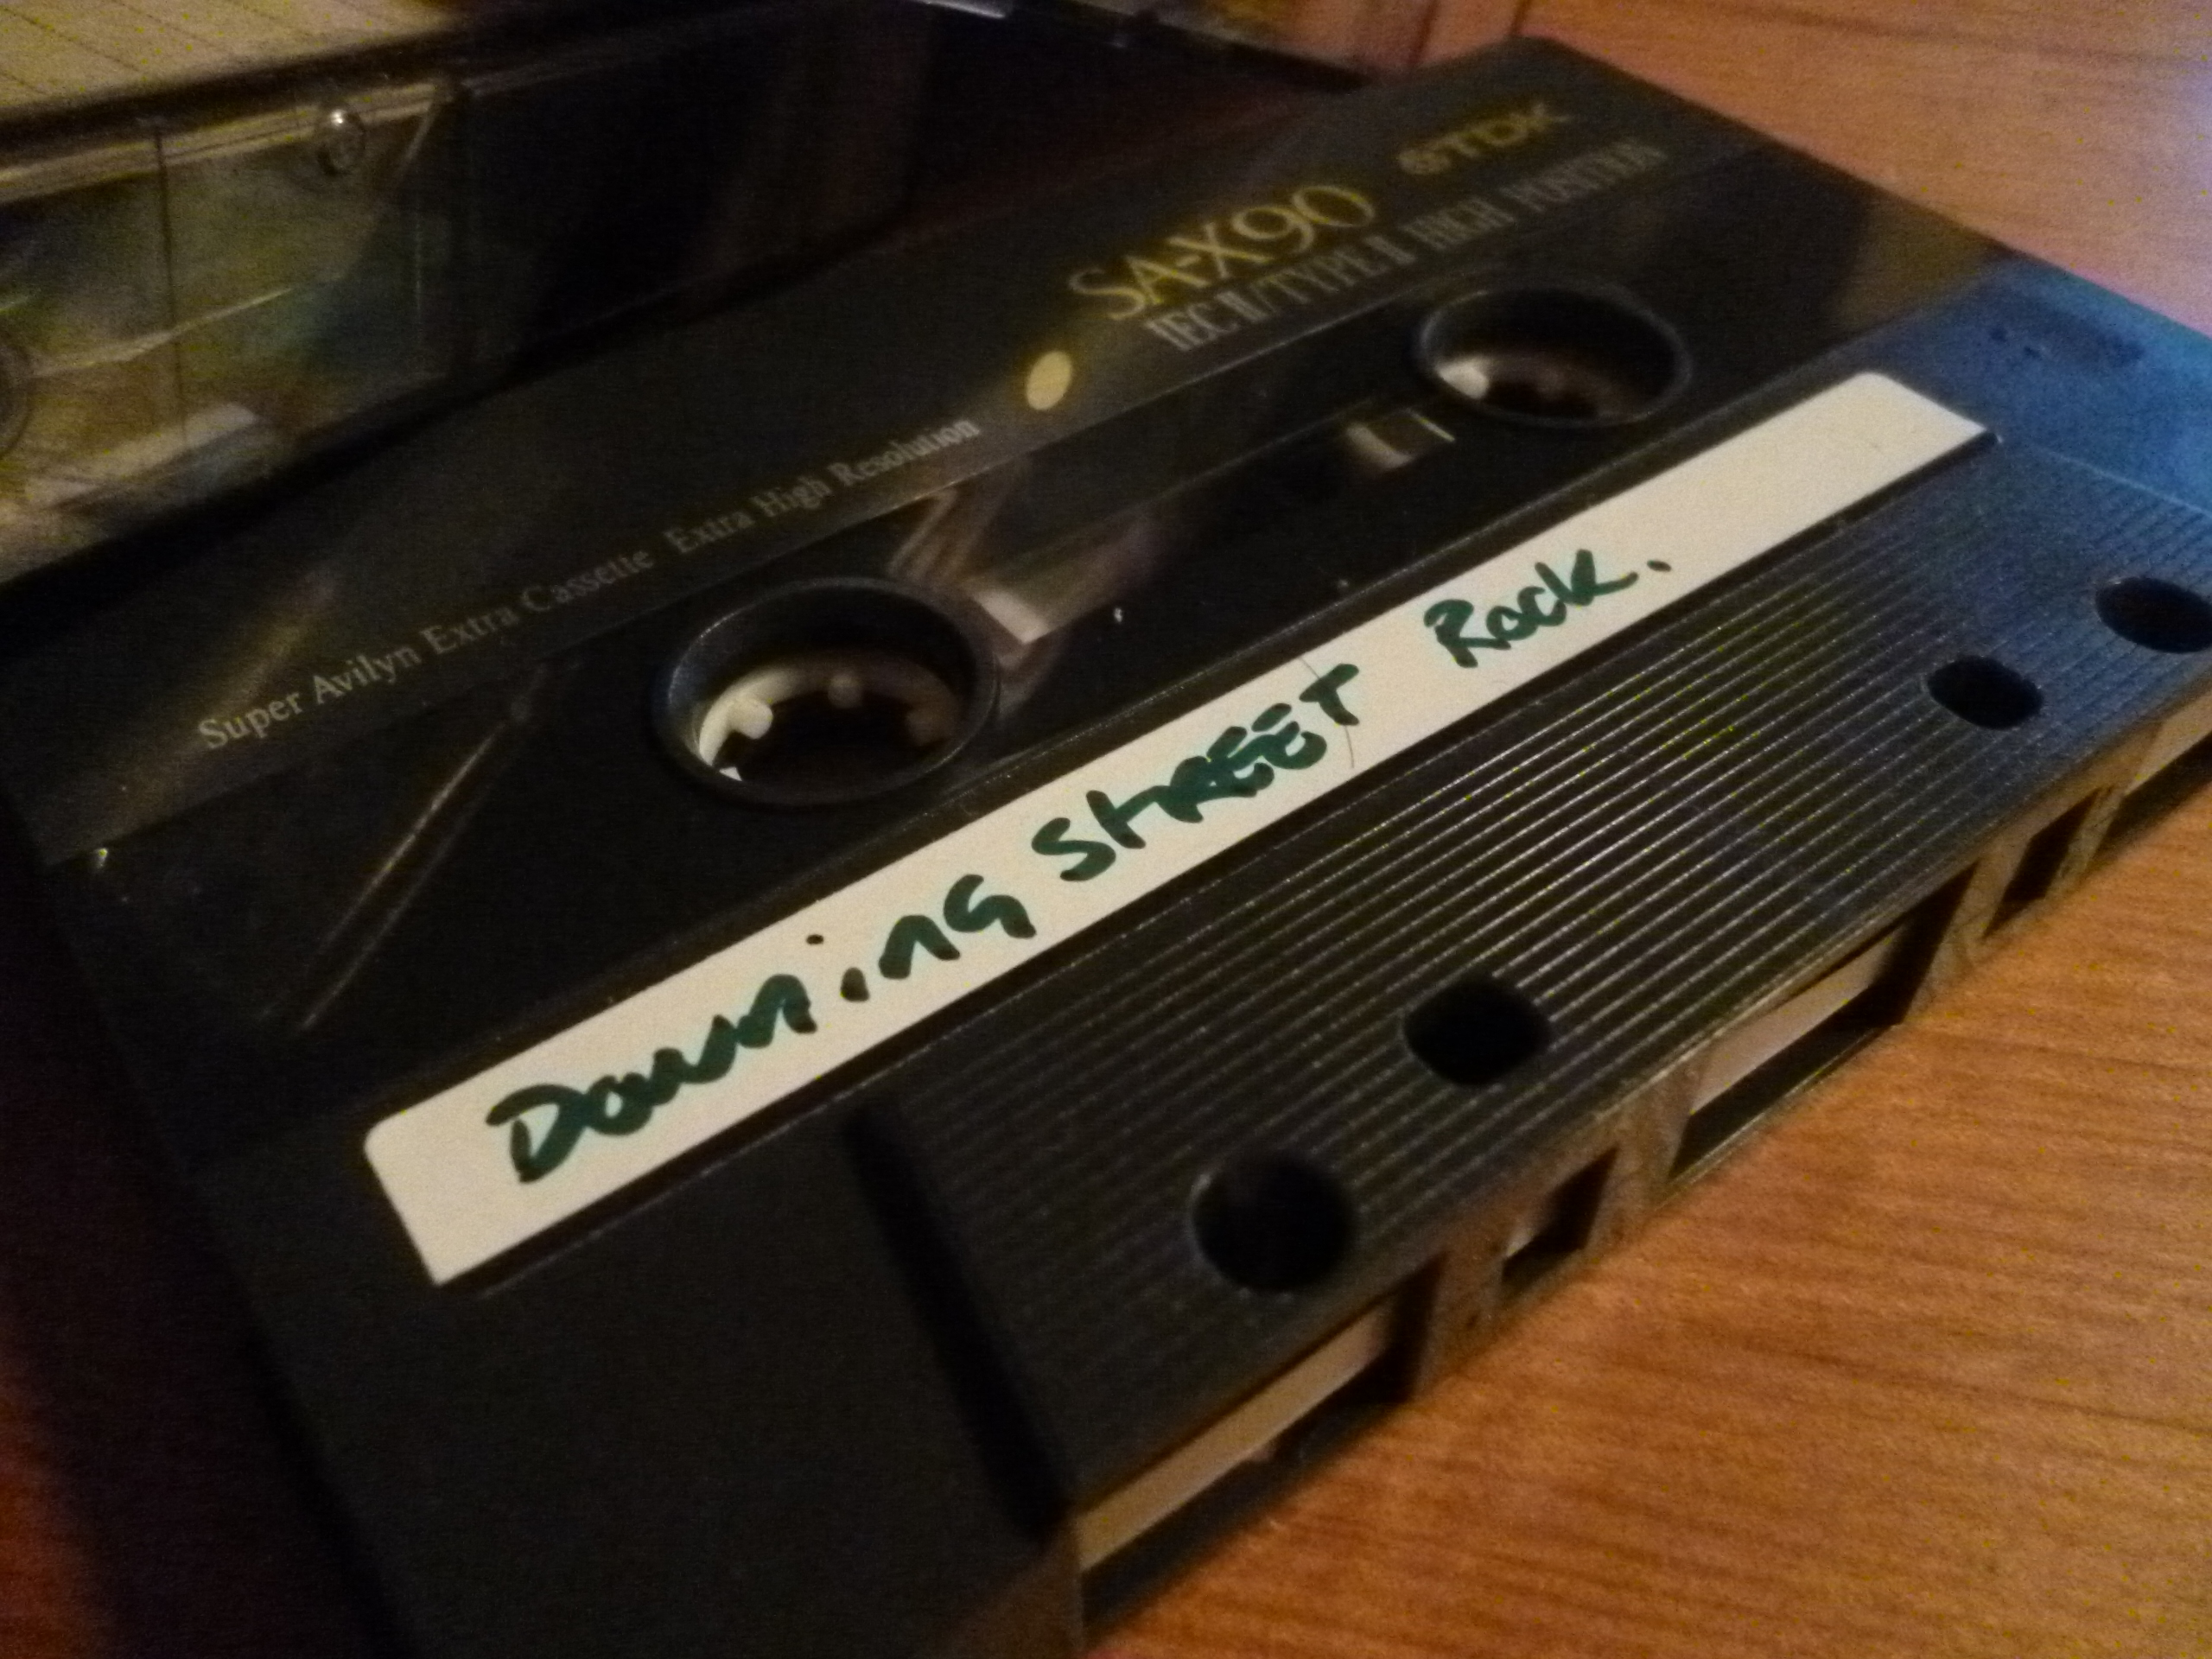 TDK
SA-X90
IEC II/TYPE II HIGH POSITION
Super Avilyn Extra Cassette Extra High Resolution
Downing STREET Rock.